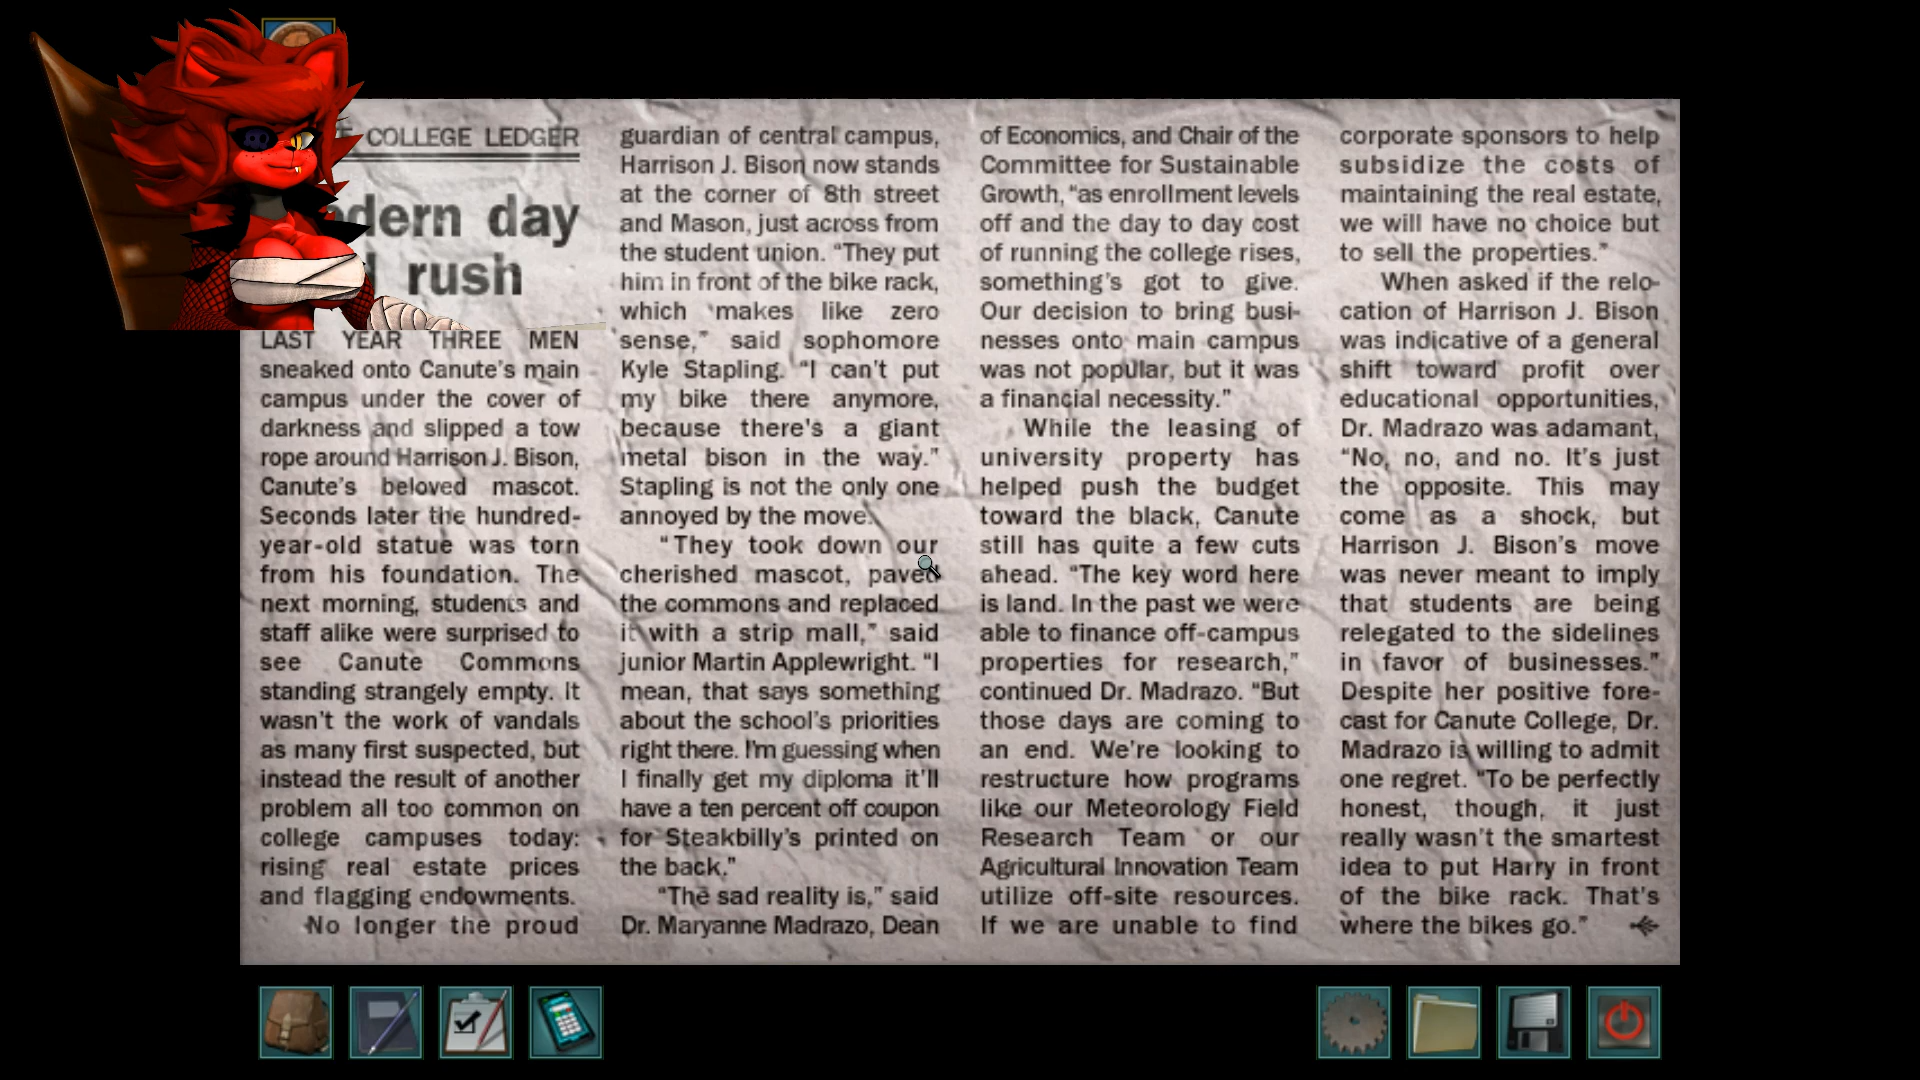 COLLEGE LEDGER
dern day
rush
LAST YEAR THREE MEN
sneaked onto Canute's main
campus under the cover of
darkness and slipped a tow
rope around Harrison J. Bison,
Canute's beloved mascot.
Seconds later the hundred-
year-old statue was torn
from his foundation. The
next morning, students and
staff alike were surprised to
see Canute Commons
standing strangely empty. It
wasn't the work of vandals
as many first suspected, but
instead the result of another
problem all too common on
college campuses today:
rising real estate prices
and flagging endowments.
No longer the proud
guardian of central campus,
Harrison J. Bison now stands
at the corner of 8th street
and Mason, just across from
the student union. "They put
him in front of the bike rack,
which makes like zero
sense," said sophomore
Kyle Stapling. "I can't put
my bike there anymore,
because there's a giant
metal bison in the way."
Stapling is not the only one
annoyed by the move.
"They took down our
cherished mascot, paved
the commons and replaced
it with a strip mall," said
junior Martin Applewright. "I
mean, that says something
about the school's priorities
right there. I'm guessing when
I finally get my diploma it'll
have a ten percent off coupon
for Steakbilly's printed on
the back."
"The sad reality is," said
Dr. Maryanne Madrazo, Dean
of Economics, and Chair of the
Committee for Sustainable
Growth, "as enrollment levels
off and the day to day cost
of running the college rises,
something's got to give.
Our decision to bring busi-
nesses onto main campus
was not popular, but it was
a financial necessity."
While the leasing of
university property has
helped push the budget
toward the black, Canute
still has quite a few cuts
ahead. "The key word here
is land. In the past we were
able to finance off-campus
properties for research,"
continued Dr. Madrazo. "But
those days are coming to
an end. We're looking to
restructure how programs
like our Meteorology Field
Research Team or our
Agricultural Innovation Team
utilize off-site resources.
If we are unable to find
corporate sponsors to help
subsidize the costs of
maintaining the real estate,
we will have no choice but
to sell the properties."
When asked if the relo-
cation of Harrison J. Bison
was indicative of a general
shift toward profit over
educational opportunities,
Dr. Madrazo was adamant,
"No, no, and no. It's just
the opposite. This may
come as a shock, but
Harrison J. Bison's move
was never meant to imply
that students are being
relegated to the sidelines
in favor of businesses."
Despite her positive fore-
cast for Canute College, Dr.
Madrazo is willing to admit
one regret. "To be perfectly
honest, though, it just
really wasn't the smartest
idea to put Harry in front
of the bike rack. That's
where the bikes go."